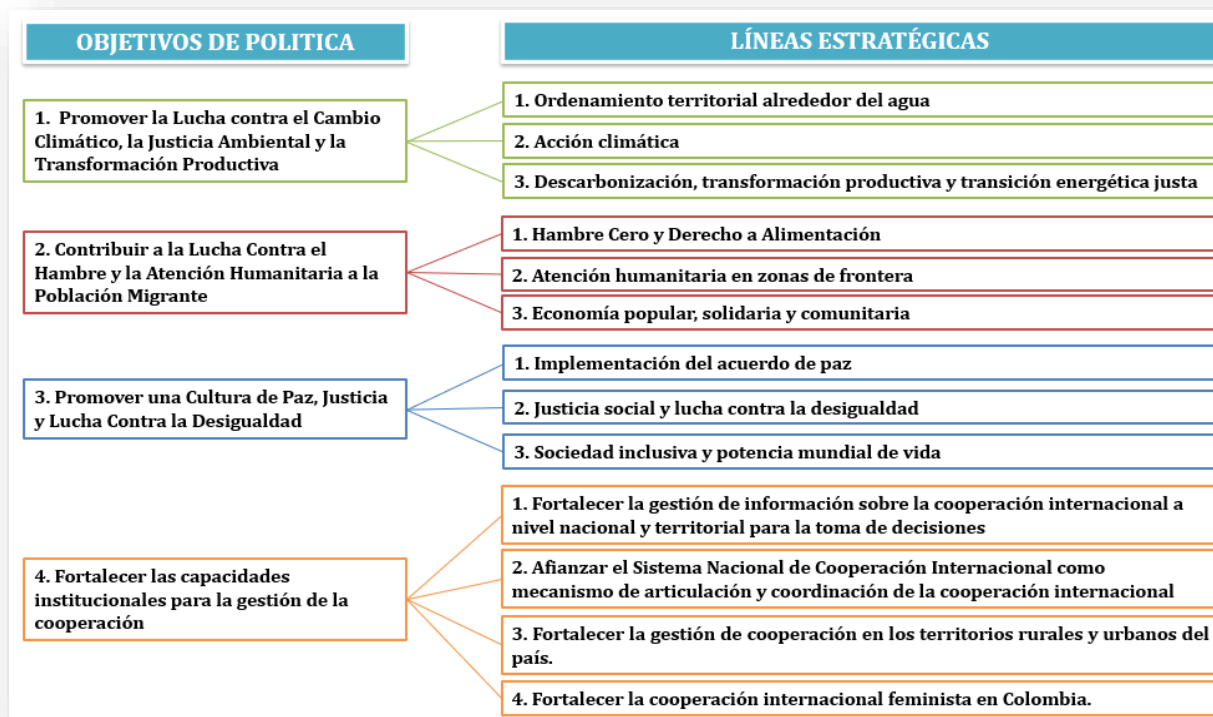 OBJETIVOS DE POLITICA
LÍNEAS ESTRATÉGICAS
1. Promover la Lucha contra el Cambio
Climático, la Justicia Ambiental y la
Transformación Productiva
1. Ordenamiento territorial alrededor del agua
2. Acción climática
3. Descarbonización, transformación productiva y transición energética justa
2. Contribuir a la Lucha Contra el
Hambre y la Atención Humanitaria a la
Población Migrante
1. Hambre Cero y Derecho a Alimentación
2. Atención humanitaria en zonas de frontera
3. Economía popular, solidaria y comunitaria
3. Promover una Cultura de Paz, Justicia
y Lucha Contra la Desigualdad
1. Implementación del acuerdo de paz
2. Justicia social y lucha contra la desigualdad
3. Sociedad inclusiva y potencia mundial de vida
4. Fortalecer las capacidades
institucionales para la gestión de la
cooperación
1. Fortalecer la gestión de información sobre la cooperación internacional a
nivel nacional y territorial para la toma de decisiones
2. Afianzar el Sistema Nacional de Cooperación Internacional como
mecanismo de articulación y coordinación de la cooperación internacional
3. Fortalecer la gestión de cooperación en los territorios rurales y urbanos del
país.
4. Fortalecer la cooperación internacional feminista en Colombia.